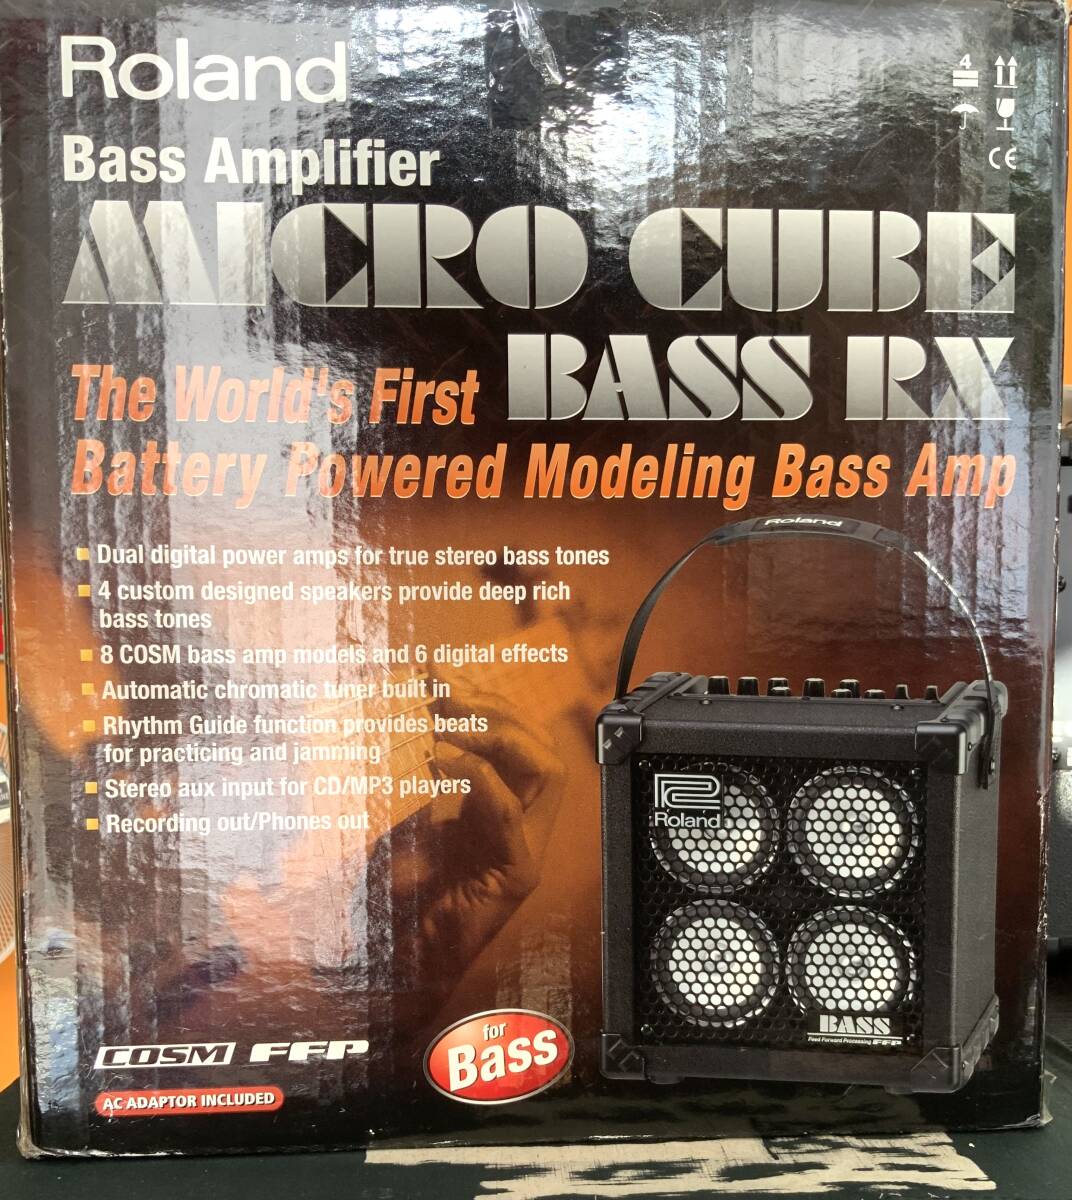 Roland
4
Bass Amplifier
CE
MICRO CUBE
BASS RX
The World's First
Battery Powered Modeling Bass Amp
Roland
Dual digital power amps for true stereo bass tones
4 custom designed speakers provide deep rich
bass tones
8 COSM bass amp models and 6 digital effects
Automatic chromatic tuner built in
Rhythm Guide function provides beats
for practicing and jamming
Stereo aux input for CD/MP3 players
Recording out/Phones out
Roland
BASS
Feed Forward Processing FFP
COSM FFP
for
Bass
AC ADAPTOR INCLUDED